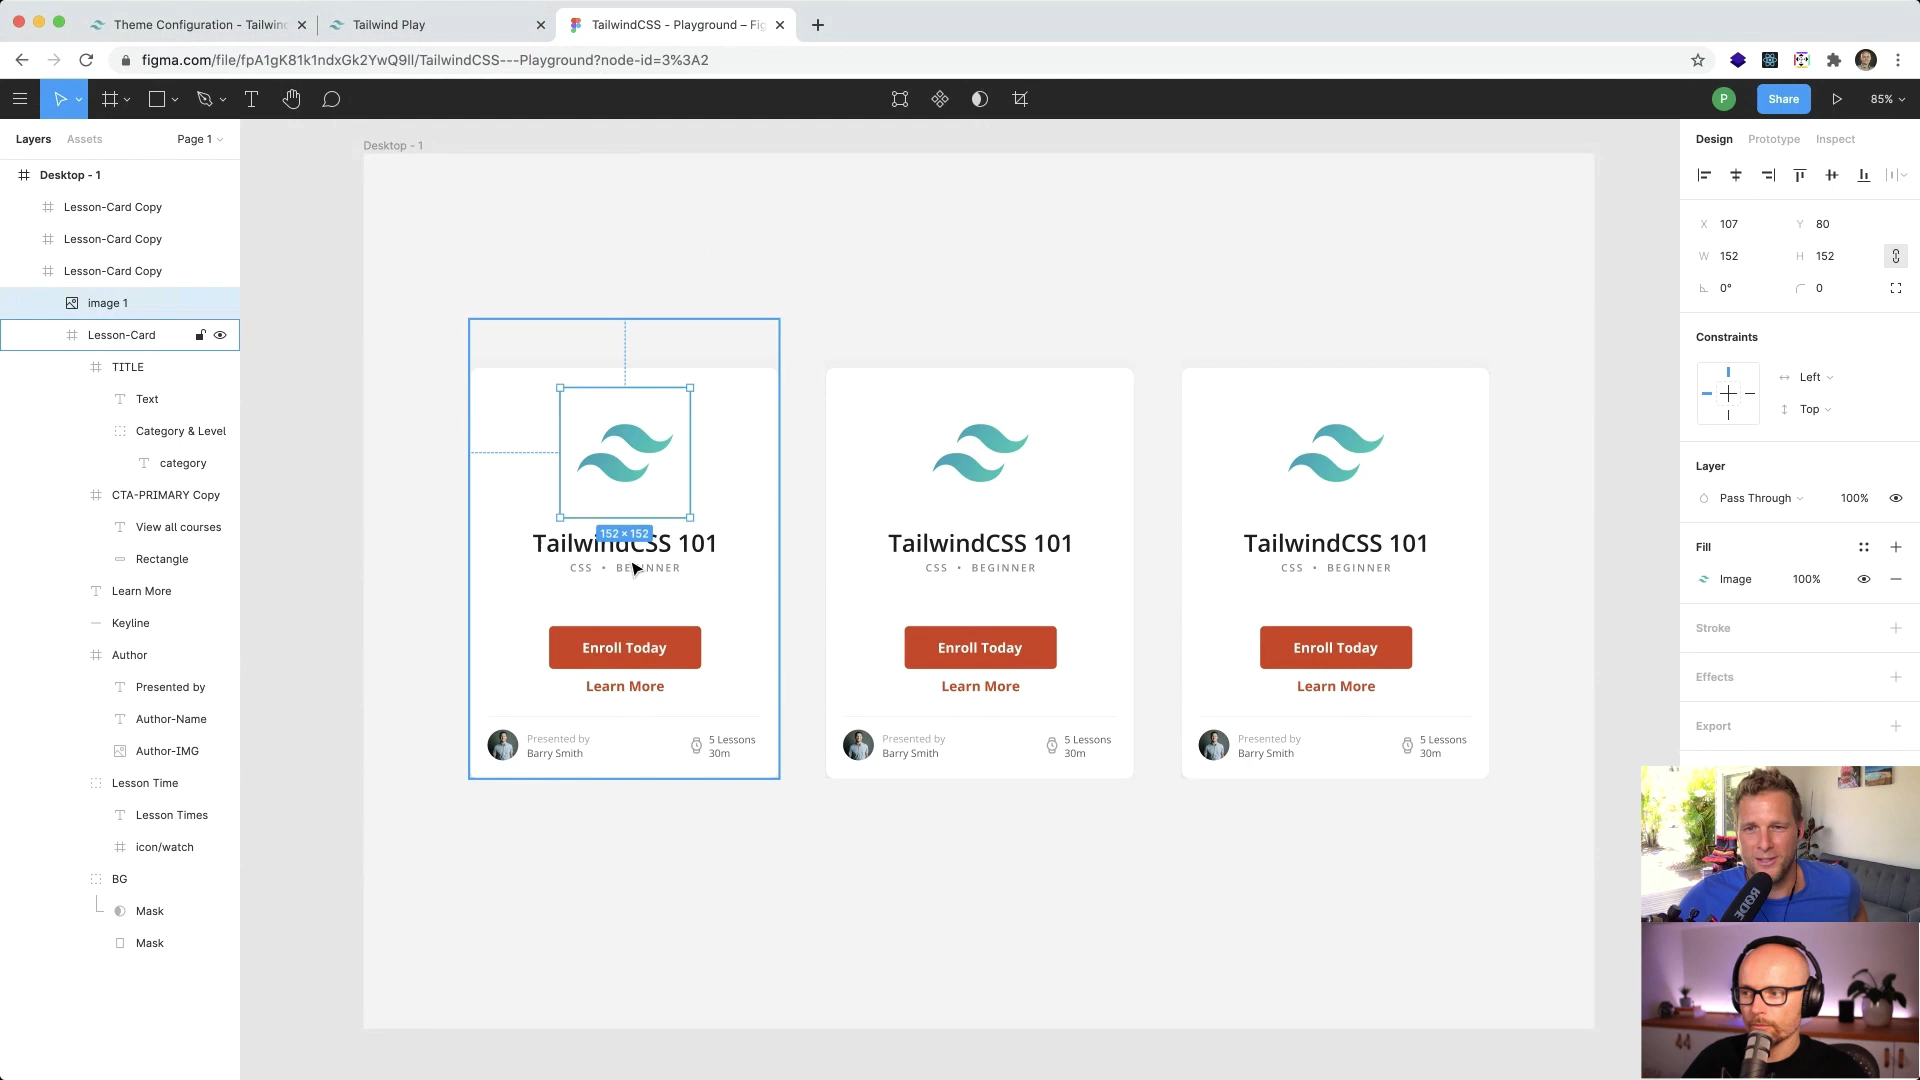 Theme Configuration - Tailwin
Tailwind Play
TailwindCSS - Playground – Fig
figma.com/file/fpA1gK81k1ndxGk2YwQ9ll/TailwindCSS---Playground?node-id=3%3A2
P
Share
85%
Layers
Assets
Page 1
Desktop - 1
Lesson-Card Copy
Lesson-Card Copy
Lesson-Card Copy
image 1
Lesson-Card
TITLE
Text
Category & Level
category
CTA-PRIMARY Copy
View all courses
Rectangle
Learn More
Keyline
Author
Presented by
Author-Name
Author-IMG
Lesson Time
Lesson Times
icon/watch
BG
Mask
Mask
Desktop - 1
152 × 152
TailwindCSS 101
CSS • BEGINNER
Enroll Today
Learn More
Presented by
Barry Smith
5 Lessons
30m
TailwindCSS 101
CSS • BEGINNER
Enroll Today
Learn More
Presented by
Barry Smith
5 Lessons
30m
TailwindCSS 101
CSS • BEGINNER
Enroll Today
Learn More
Presented by
Barry Smith
5 Lessons
30m
Design
Prototype
Inspect
X 107 Y 80
W 152 H 152
0° 0
Constraints
Left
Top
Layer
Pass Through 100%
Fill
Image 100%
Stroke
Effects
Export
RØDE